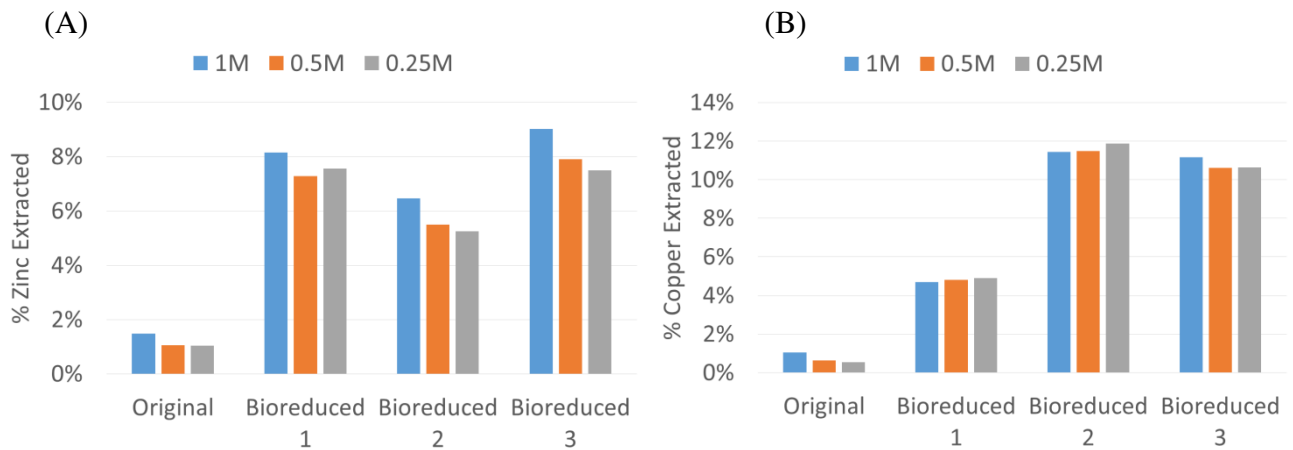 (A)
1M 0.5M 0.25M
% Zinc Extracted
10%
8%
6%
4%
2%
0%
Original Bioreduced Bioreduced Bioreduced
1 2 3
(B)
1M 0.5M 0.25M
% Copper Extracted
14%
12%
10%
8%
6%
4%
2%
0%
Original Bioreduced Bioreduced Bioreduced
1 2 3